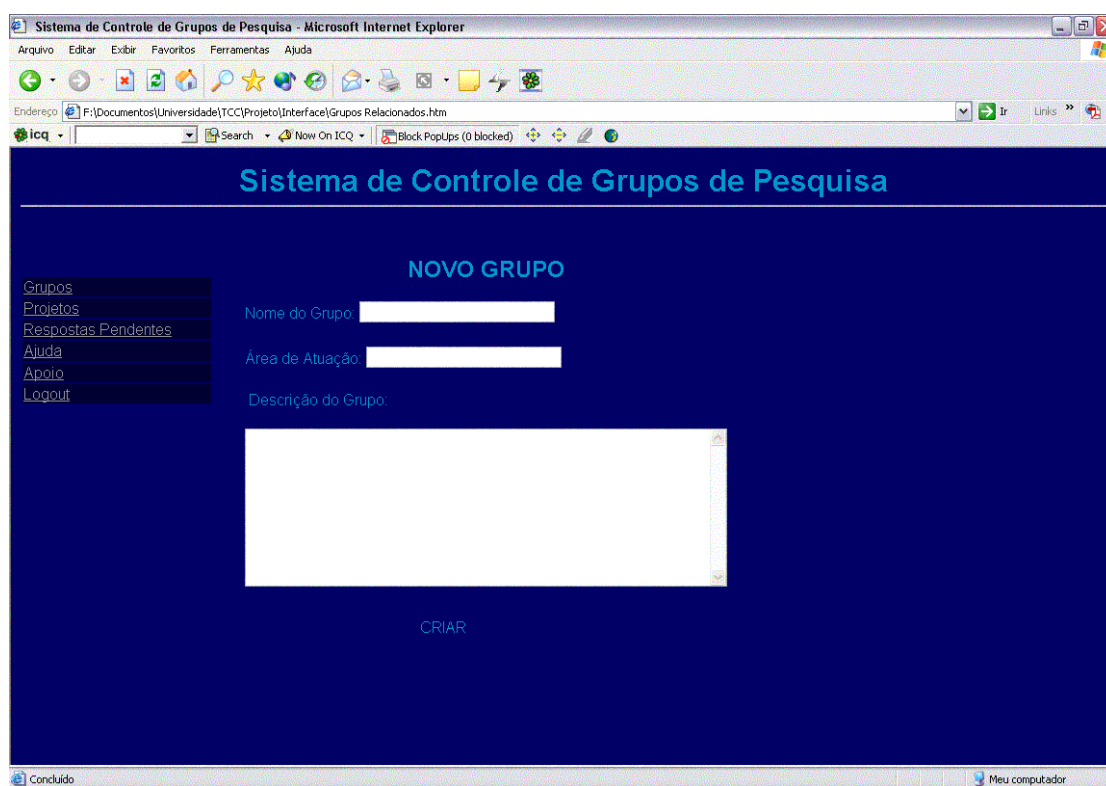 Sistema de Controle de Grupos de Pesquisa - Microsoft Internet Explorer
Arquivo Editar Exibir Favoritos Ferramentas Ajuda
Endereço F:\Documentos\Universidade\TCC\Projeto\Interface\Grupos Relacionados.htm Ir Links »
icq Search Now On ICQ Block PopUps (0 blocked)
Sistema de Controle de Grupos de Pesquisa
NOVO GRUPO
Grupos
Projetos
Respostas Pendentes
Ajuda
Apoio
Logout
Nome do Grupo:
Área de Atuação:
Descrição do Grupo:
CRIAR
Concluído Meu computador